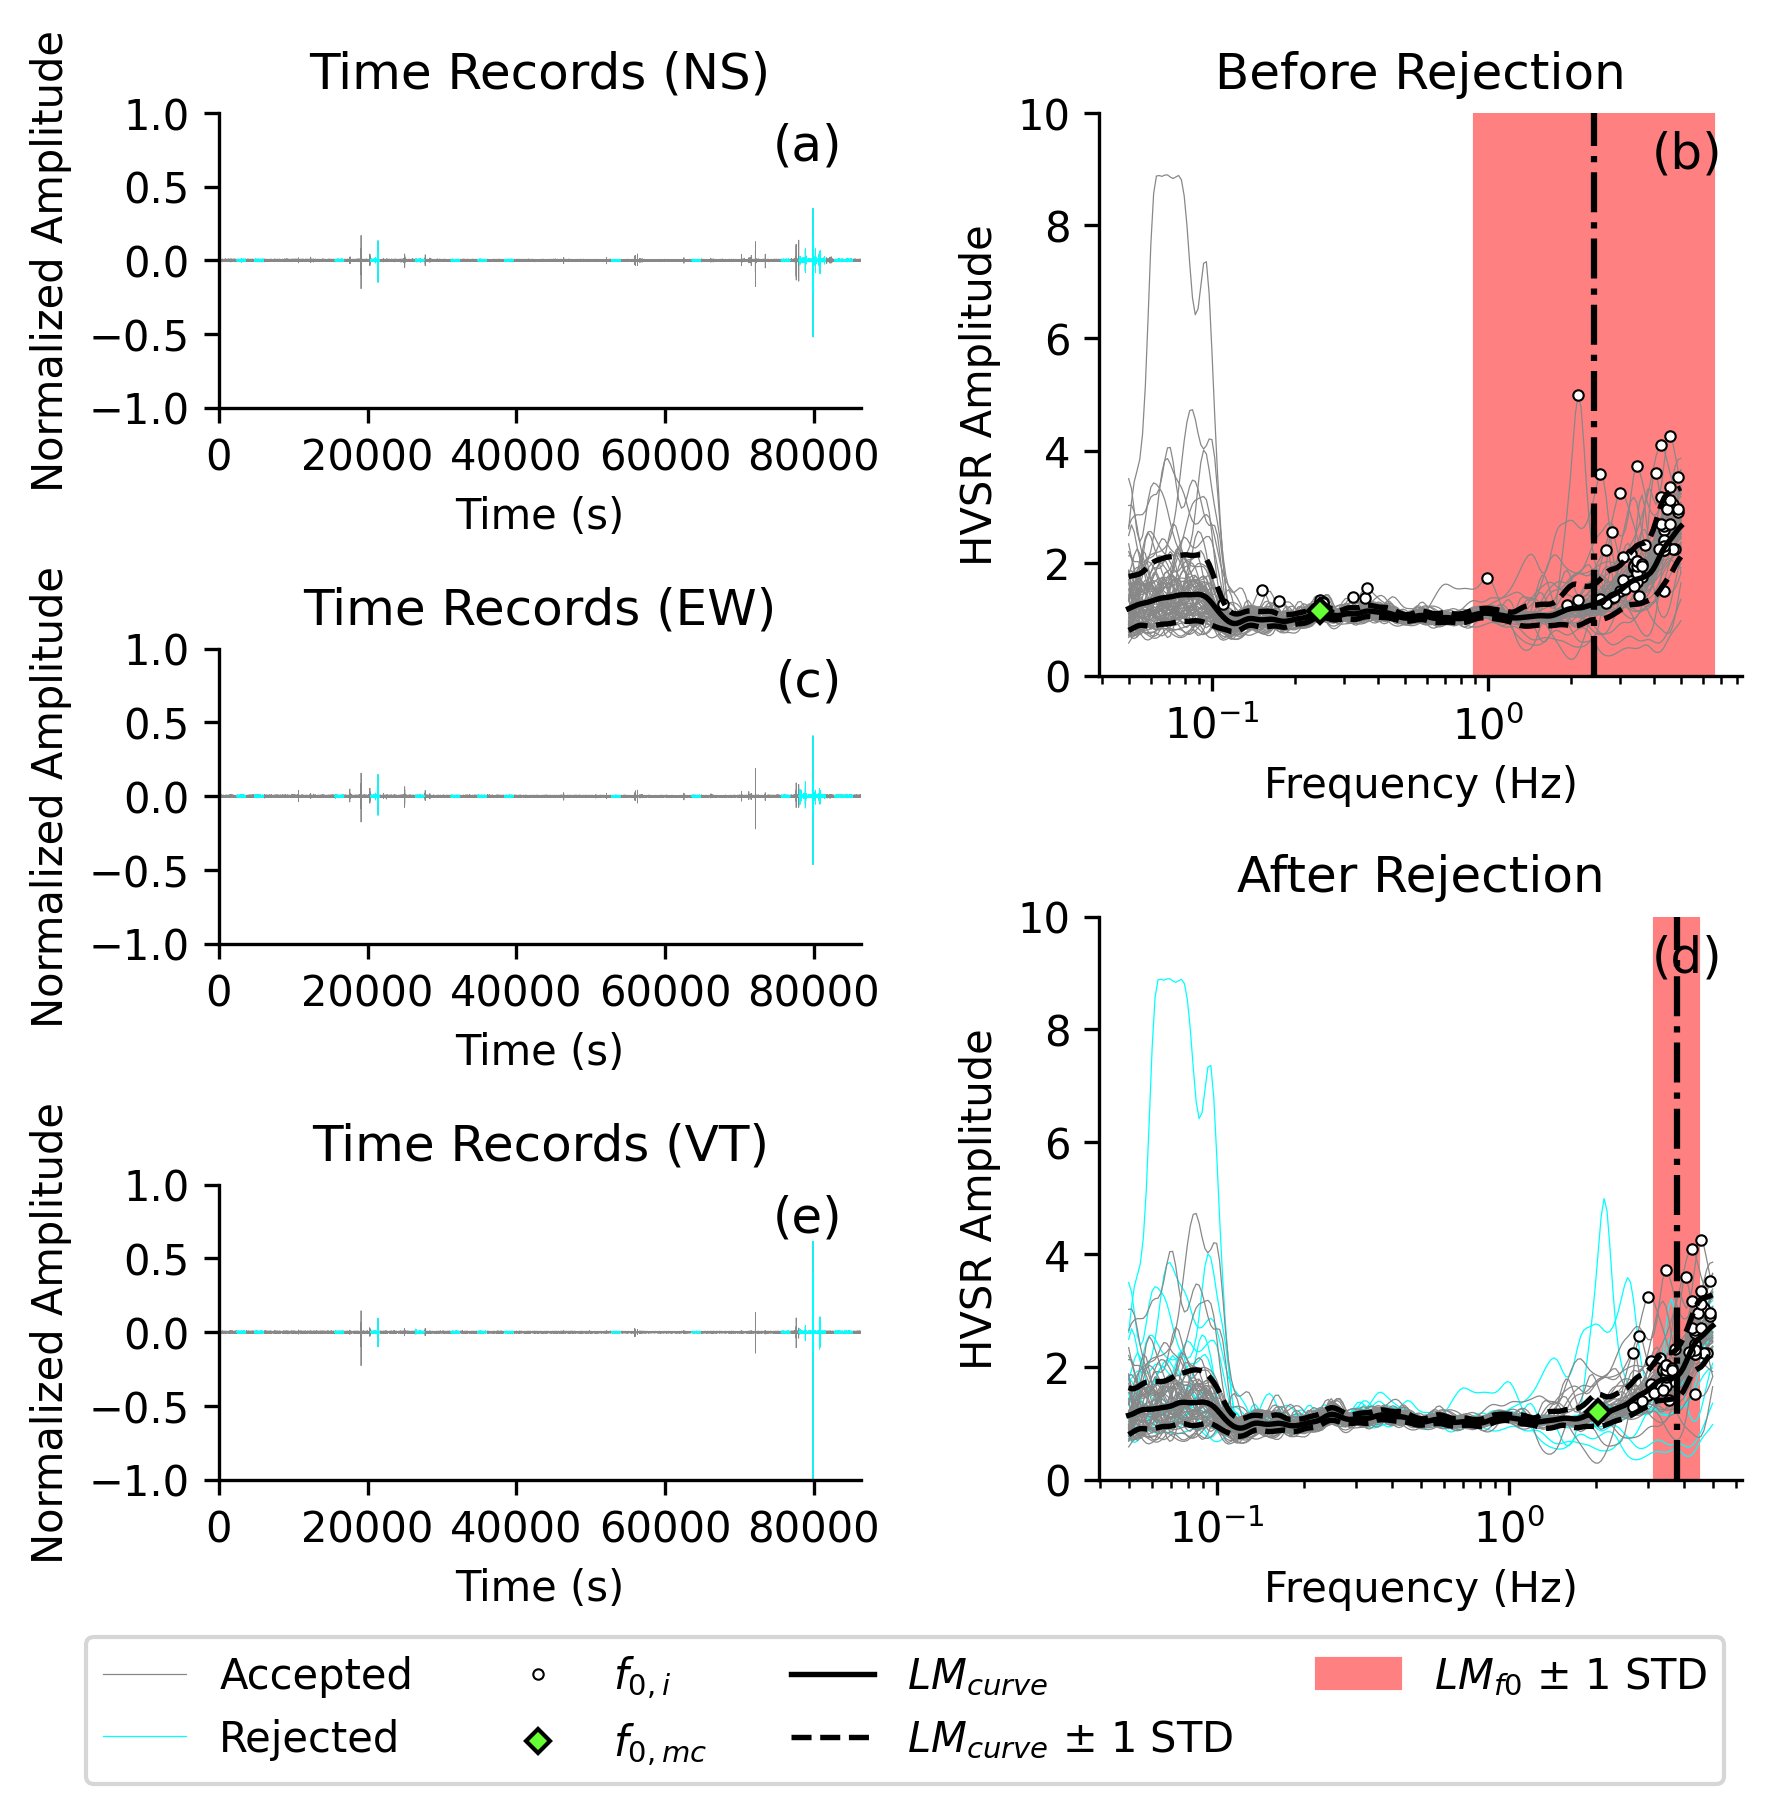 Time Records (NS)
Normalized Amplitude
1.0
0.5
0.0
−0.5
−1.0
(a)
0 20000 40000 60000 80000
Time (s)
Before Rejection
HVSR Amplitude
10
8
6
4
2
0
(b)
10⁻¹ 10⁰
Frequency (Hz)
Time Records (EW)
Normalized Amplitude
1.0
0.5
0.0
−0.5
−1.0
(c)
0 20000 40000 60000 80000
Time (s)
After Rejection
HVSR Amplitude
10
8
6
4
2
0
(d)
10⁻¹ 10⁰
Frequency (Hz)
Time Records (VT)
Normalized Amplitude
1.0
0.5
0.0
−0.5
−1.0
(e)
0 20000 40000 60000 80000
Time (s)
Accepted
Rejected
f0,i
f0,mc
LMcurve
LMcurve ± 1 STD
LMf0 ± 1 STD